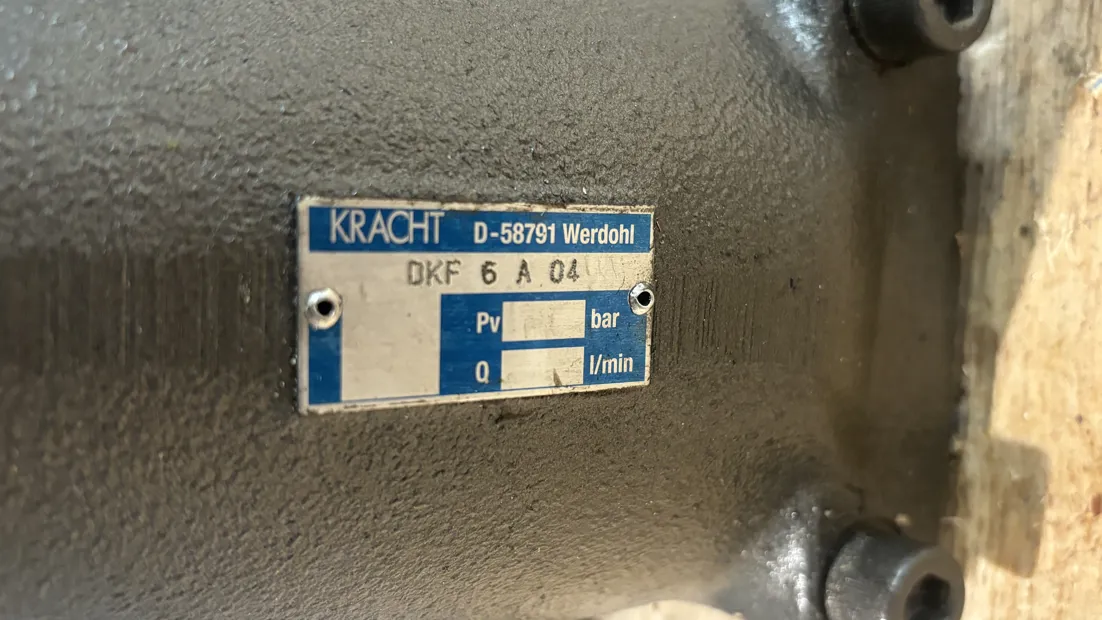 KRACHT D-58791 Werdohl
DKF 6 A 04
Pv bar
Q l/min